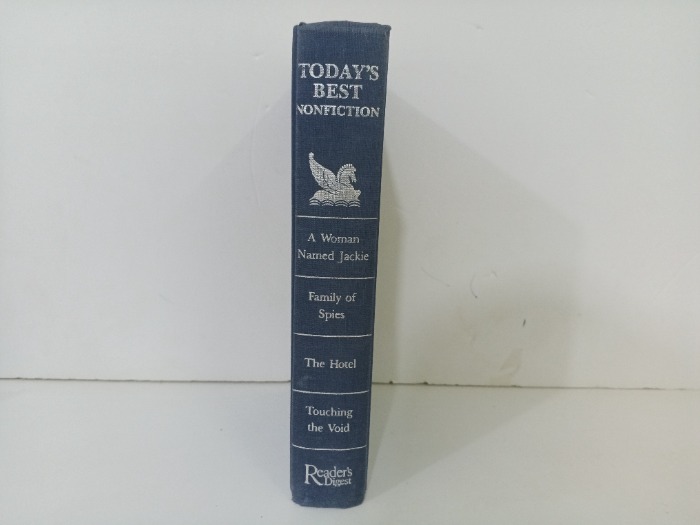 TODAY'S
BEST
NONFICTION
A Woman
Named Jackie
Family of
Spies
The Hotel
Touching
the Void
Reader's
Digest